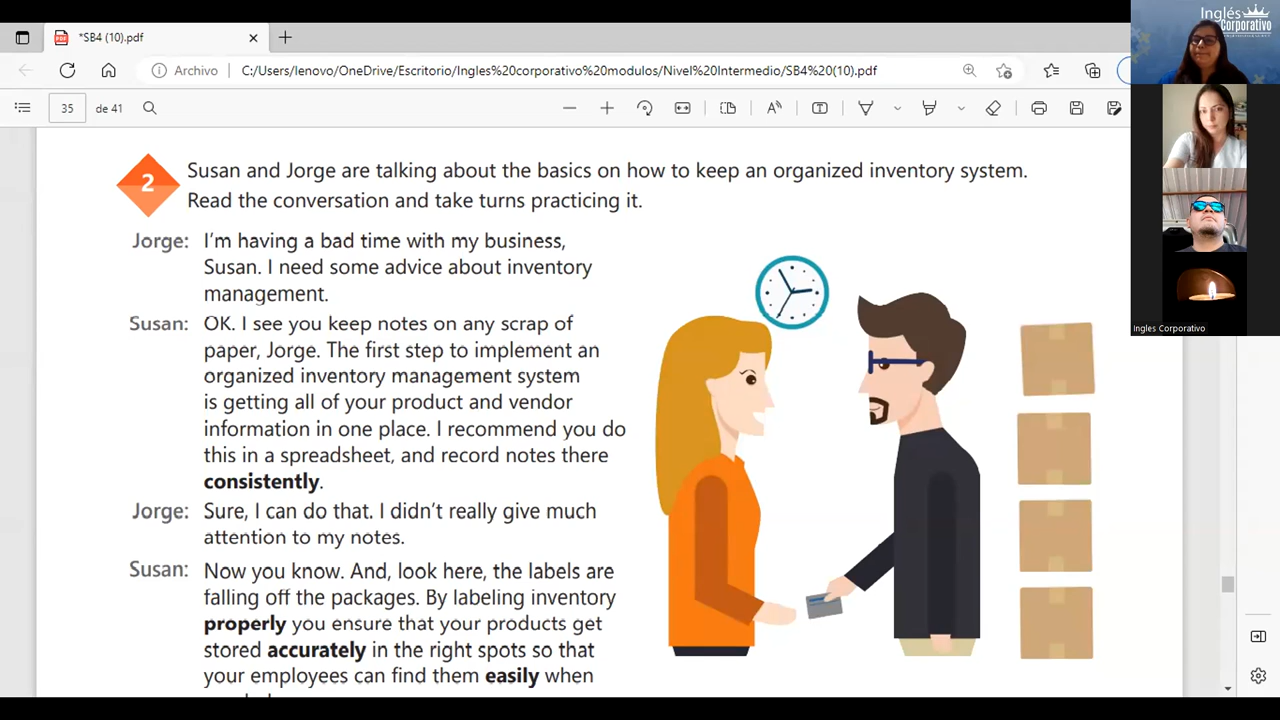 *SB4 (10).pdf
Archivo
C:/Users/lenovo/OneDrive/Escritorio/Ingles%20corporativo%20modulos/Nivel%20Intermedio/SB4%20(10).pdf
35
de 41
Inglés
Corporativo
Ingles Corporativo
2
Susan and Jorge are talking about the basics on how to keep an organized inventory system.
Read the conversation and take turns practicing it.
Jorge: I'm having a bad time with my business,
Susan. I need some advice about inventory
management.
Susan: OK. I see you keep notes on any scrap of
paper, Jorge. The first step to implement an
organized inventory management system
is getting all of your product and vendor
information in one place. I recommend you do
this in a spreadsheet, and record notes there
consistently.
Jorge: Sure, I can do that. I didn't really give much
attention to my notes.
Susan: Now you know. And, look here, the labels are
falling off the packages. By labeling inventory
properly you ensure that your products get
stored accurately in the right spots so that
your employees can find them easily when